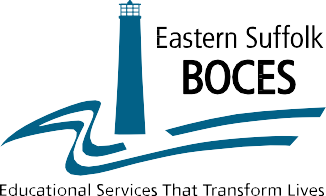 Eastern Suffolk
BOCES
Educational Services That Transform Lives